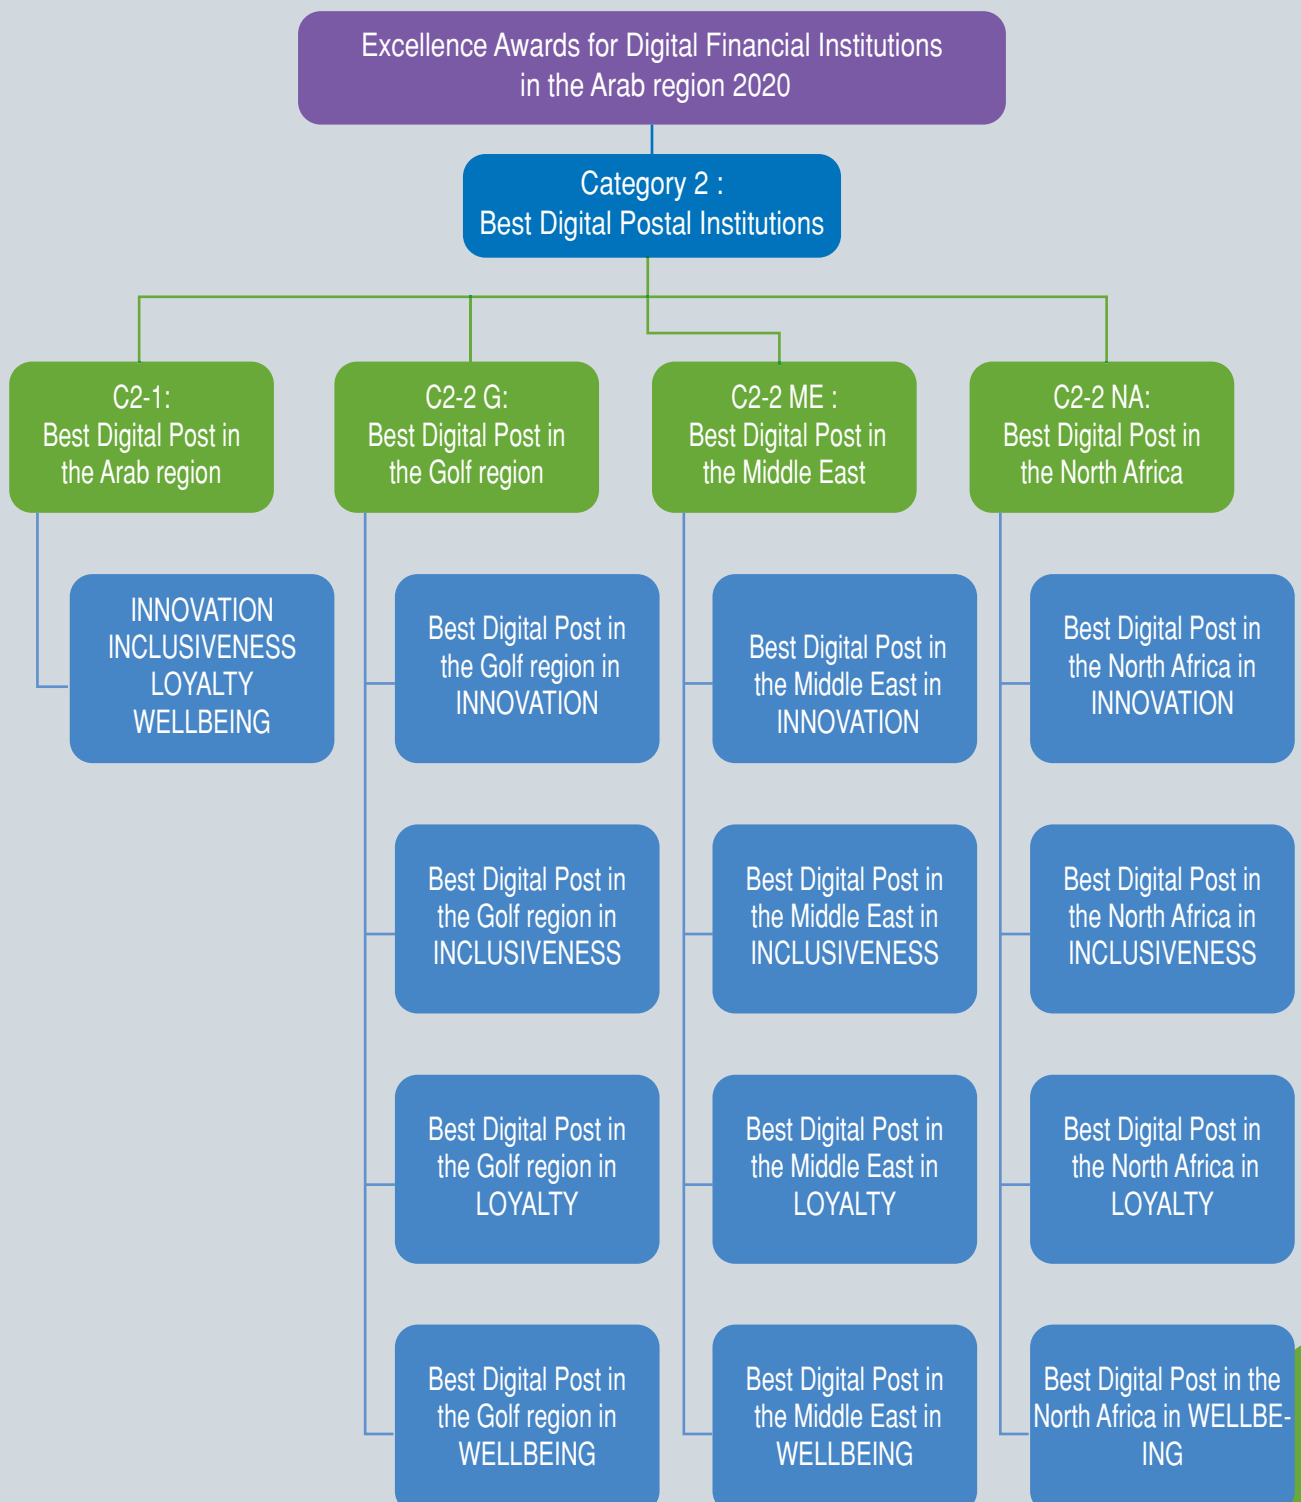 Excellence Awards for Digital Financial Institutions
in the Arab region 2020
Category 2 :
Best Digital Postal Institutions
C2-1:
Best Digital Post in
the Arab region
INNOVATION
INCLUSIVENESS
LOYALTY
WELLBEING
C2-2 G:
Best Digital Post in
the Golf region
Best Digital Post in
the Golf region in
INNOVATION
Best Digital Post in
the Golf region in
INCLUSIVENESS
Best Digital Post in
the Golf region in
LOYALTY
Best Digital Post in
the Golf region in
WELLBEING
C2-2 ME :
Best Digital Post in
the Middle East
Best Digital Post in
the Middle East in
INNOVATION
Best Digital Post in
the Middle East in
INCLUSIVENESS
Best Digital Post in
the Middle East in
LOYALTY
Best Digital Post in
the Middle East in
WELLBEING
C2-2 NA:
Best Digital Post in
the North Africa
Best Digital Post in
the North Africa in
INNOVATION
Best Digital Post in
the North Africa in
INCLUSIVENESS
Best Digital Post in
the North Africa in
LOYALTY
Best Digital Post in the
North Africa in WELLBE-
ING